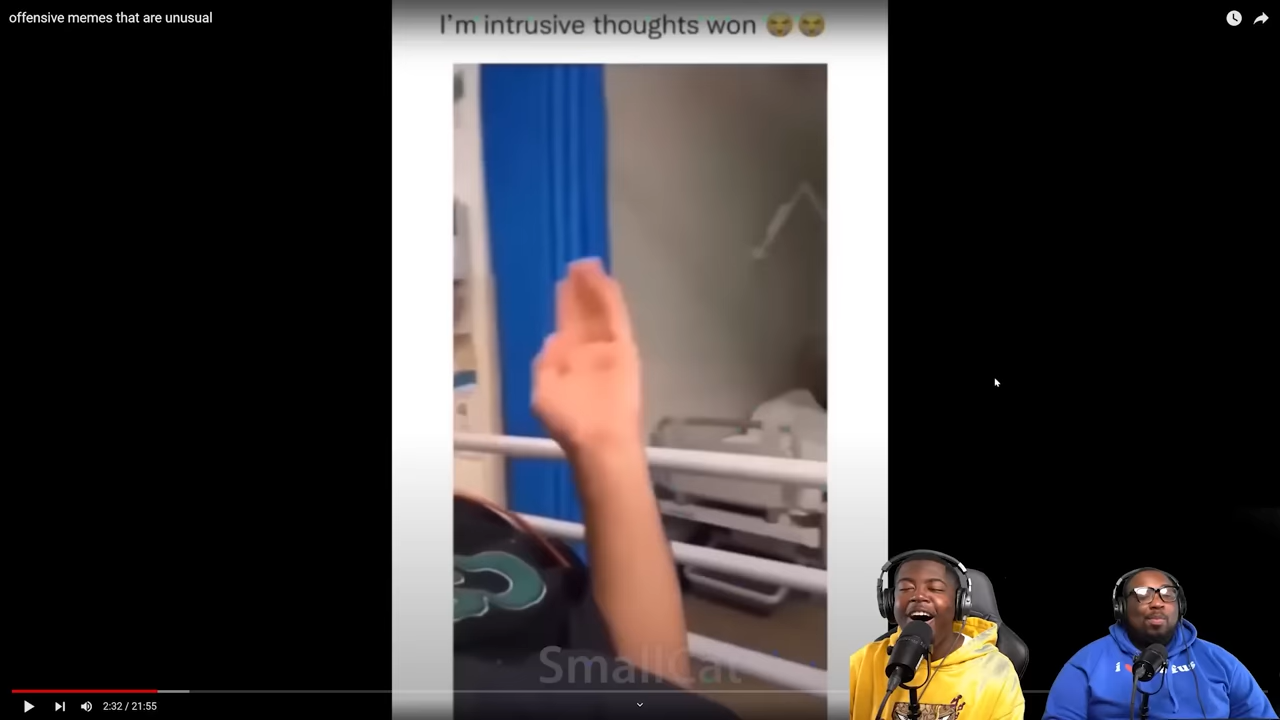 offensive memes that are unusual
I'm intrusive thoughts won 😂😂
SmallCat
2:32 / 21:55